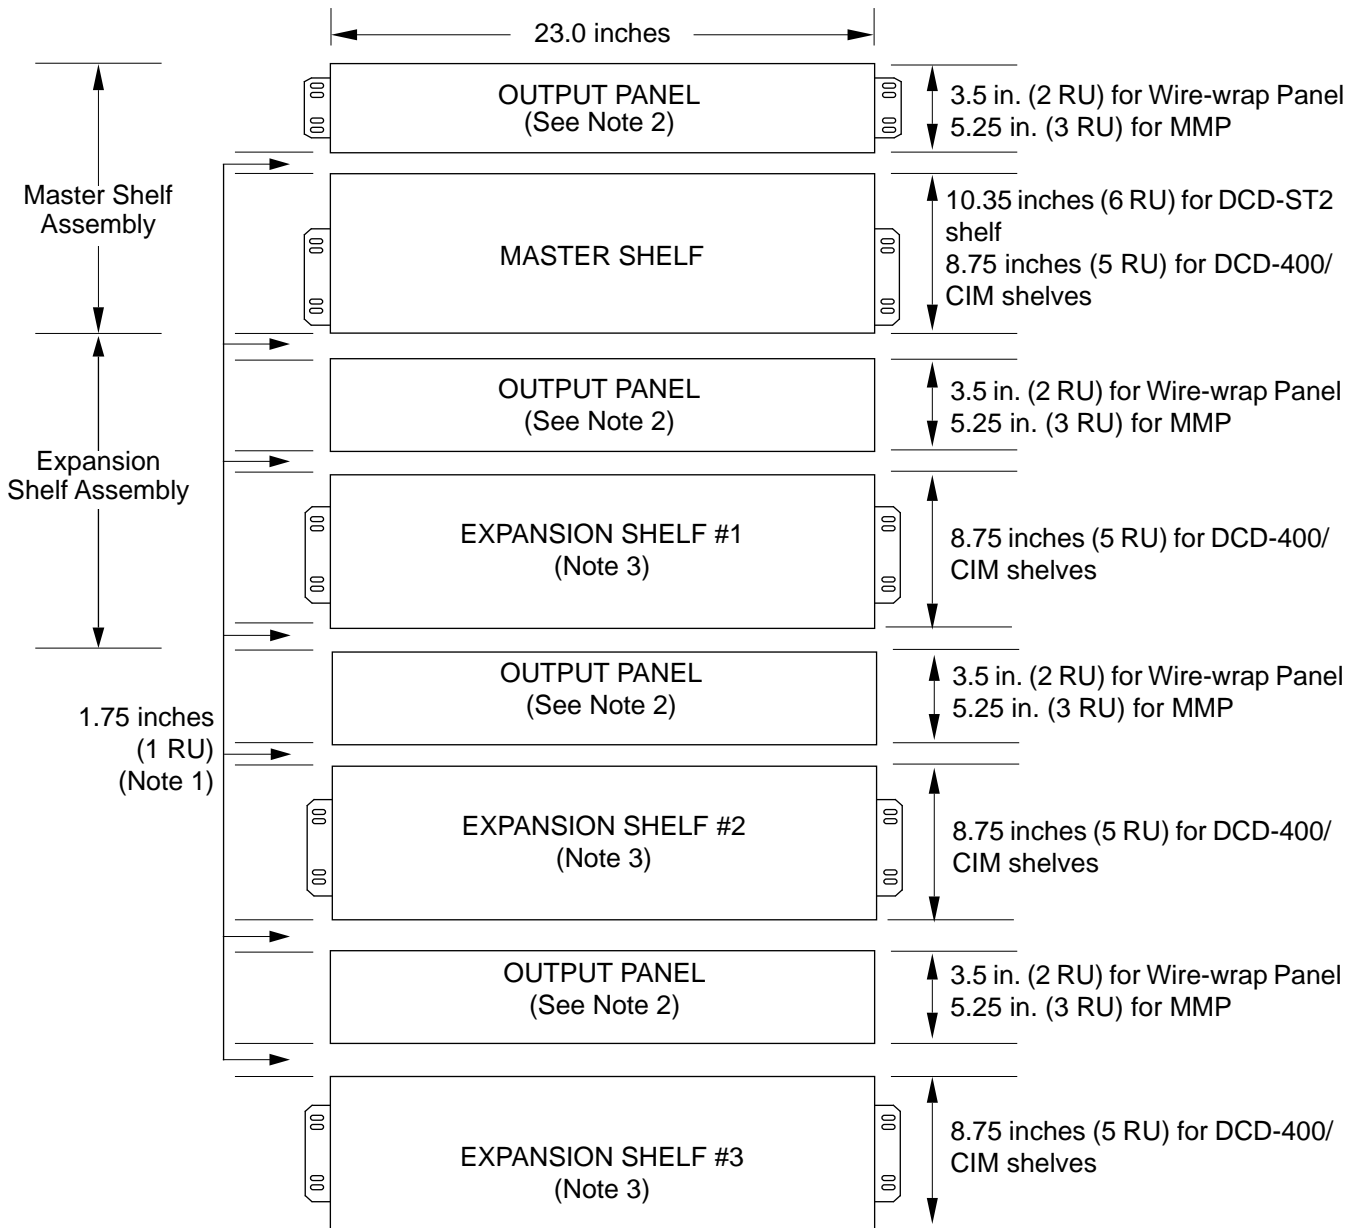 23.0 inches
OUTPUT PANEL
(See Note 2)
3.5 in. (2 RU) for Wire-wrap Panel
5.25 in. (3 RU) for MMP
Master Shelf
Assembly
MASTER SHELF
10.35 inches (6 RU) for DCD-ST2
shelf
8.75 inches (5 RU) for DCD-400/
CIM shelves
OUTPUT PANEL
(See Note 2)
3.5 in. (2 RU) for Wire-wrap Panel
5.25 in. (3 RU) for MMP
Expansion
Shelf Assembly
EXPANSION SHELF #1
(Note 3)
8.75 inches (5 RU) for DCD-400/
CIM shelves
OUTPUT PANEL
(See Note 2)
3.5 in. (2 RU) for Wire-wrap Panel
5.25 in. (3 RU) for MMP
1.75 inches
(1 RU)
(Note 1)
EXPANSION SHELF #2
(Note 3)
8.75 inches (5 RU) for DCD-400/
CIM shelves
OUTPUT PANEL
(See Note 2)
3.5 in. (2 RU) for Wire-wrap Panel
5.25 in. (3 RU) for MMP
EXPANSION SHELF #3
(Note 3)
8.75 inches (5 RU) for DCD-400/
CIM shelves